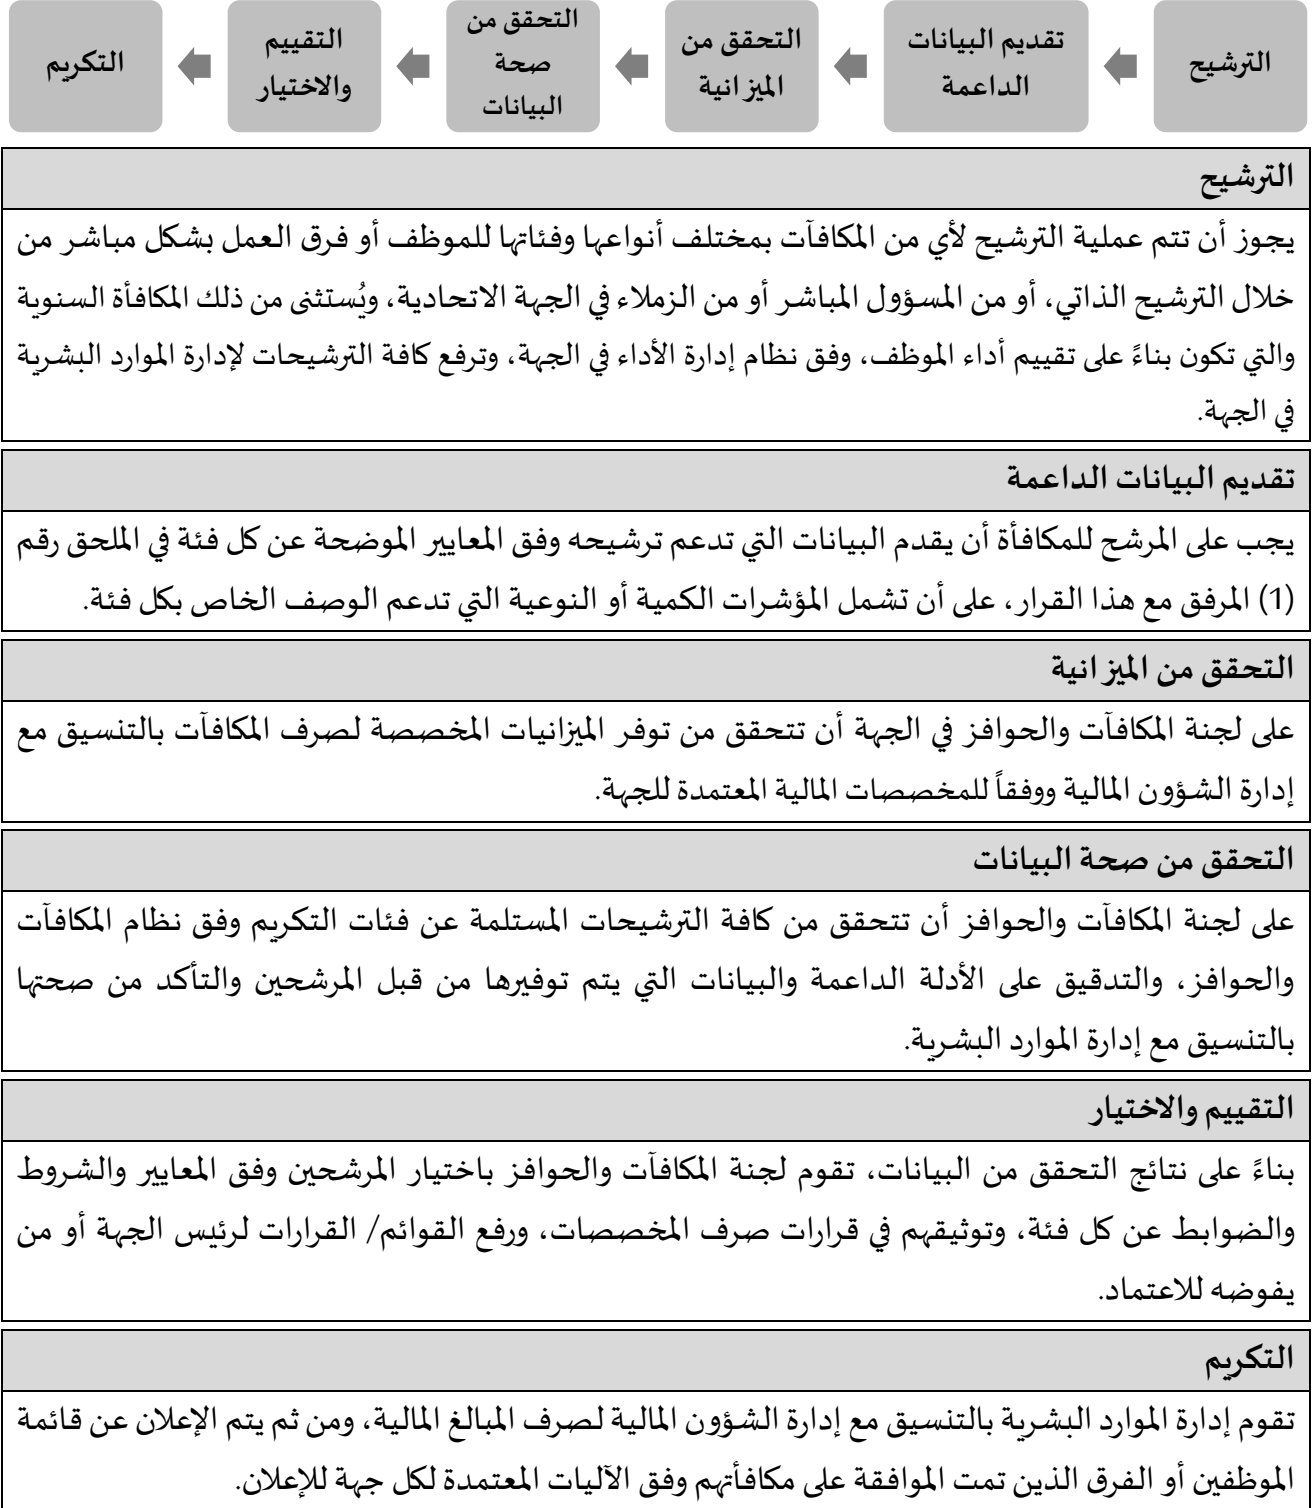 الترشيح
تقديم البيانات
الداعمة
التحقق من
الميزانية
التحقق من
صحة
البيانات
التقييم
والاختيار
التكريم
الترشيح
يجوز أن تتم عملية الترشيح لأي من المكافآت بمختلف أنواعها وفئاتها للموظف أو فرق العمل بشكل مباشر من
خلال الترشيح الذاتي، أو من المسؤول المباشر أو من الزملاء في الجهة الاتحادية، ويُستثنى من ذلك المكافأة السنوية
والتي تكون بناءً على تقييم أداء الموظف، وفق نظام إدارة الأداء في الجهة، وترفع كافة الترشيحات لإدارة الموارد البشرية
في الجهة.
تقديم البيانات الداعمة
يجب على المرشح للمكافأة أن يقدم البيانات التي تدعم ترشيحه وفق المعايير الموضحة عن كل فئة في الملحق رقم
(1) المرفق مع هذا القرار، على أن تشمل المؤشرات الكمية أو النوعية التي تدعم الوصف الخاص بكل فئة.
التحقق من الميزانية
على لجنة المكافآت والحوافز في الجهة أن تتحقق من توفر الميزانيات المخصصة لصرف المكافآت بالتنسيق مع
إدارة الشؤون المالية ووفقاً للمخصصات المالية المعتمدة للجهة.
التحقق من صحة البيانات
على لجنة المكافآت والحوافز أن تتحقق من كافة الترشيحات المستلمة عن فئات التكريم وفق نظام المكافآت
والحوافز، والتدقيق على الأدلة الداعمة والبيانات التي يتم توفيرها من قبل المرشحين والتأكد من صحتها
بالتنسيق مع إدارة الموارد البشرية.
التقييم والاختيار
بناءً على نتائج التحقق من البيانات، تقوم لجنة المكافآت والحوافز باختيار المرشحين وفق المعايير والشروط
والضوابط عن كل فئة، وتوثيقهم في قرارات صرف المخصصات، ورفع القوائم/ القرارات لرئيس الجهة أو من
يفوضه للاعتماد.
التكريم
تقوم إدارة الموارد البشرية بالتنسيق مع إدارة الشؤون المالية لصرف المبالغ المالية، ومن ثم يتم الإعلان عن قائمة
الموظفين أو الفرق الذين تمت الموافقة على مكافأتهم وفق الآليات المعتمدة لكل جهة للإعلان.